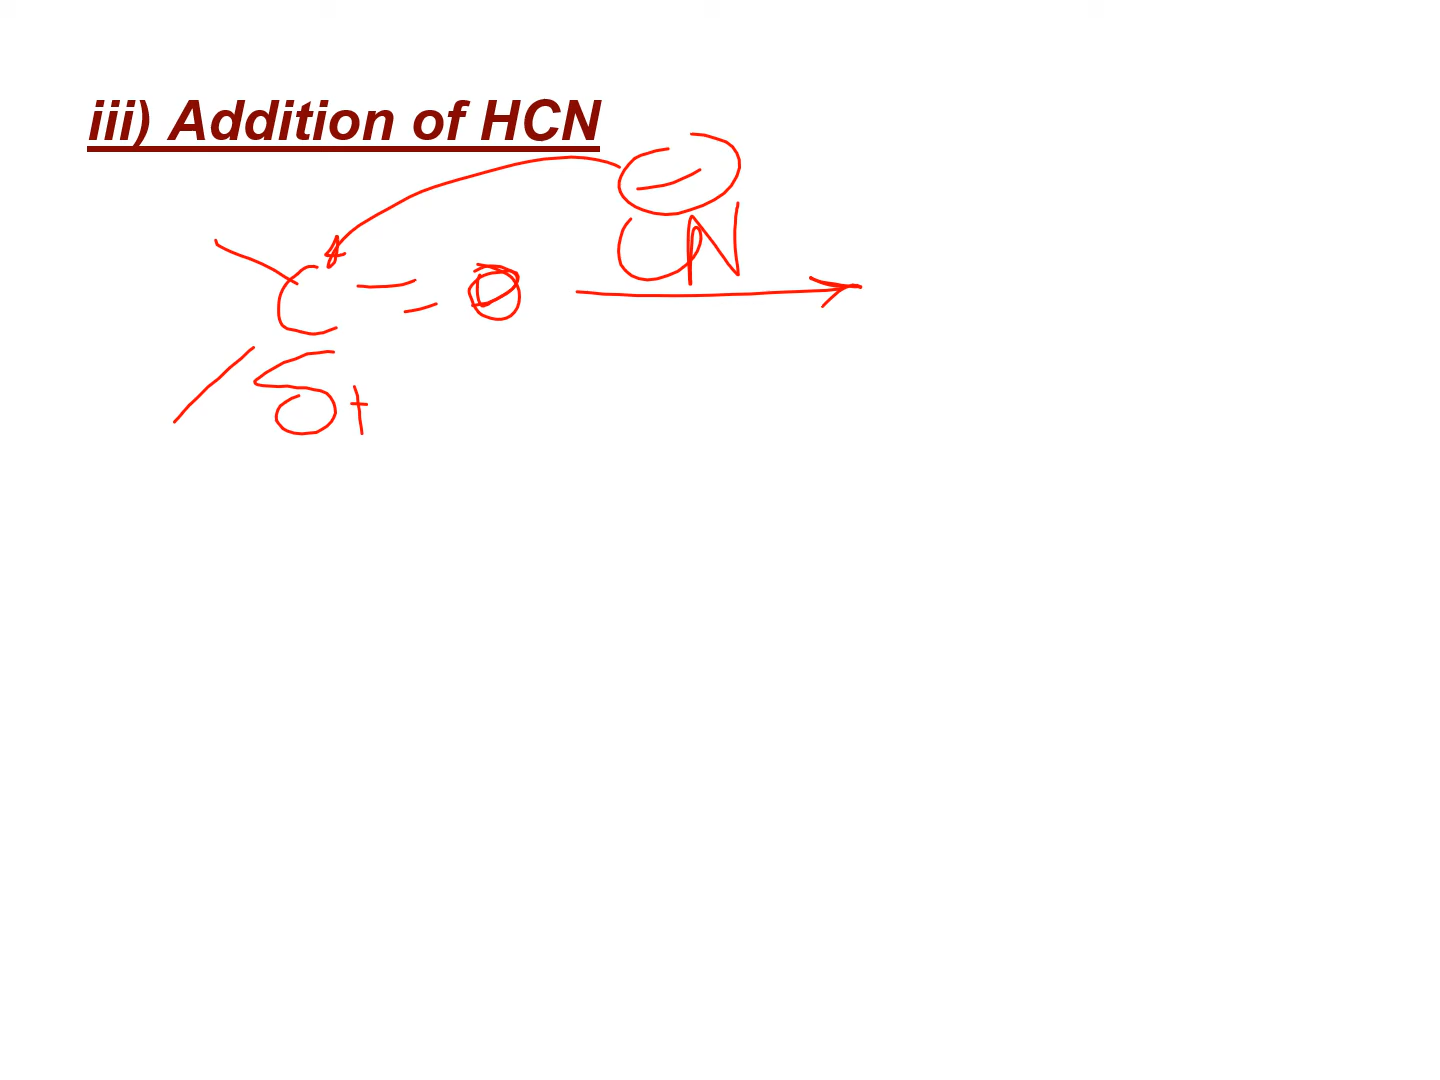 iii) Addition of HCN
⊖
C = O CN
δ+